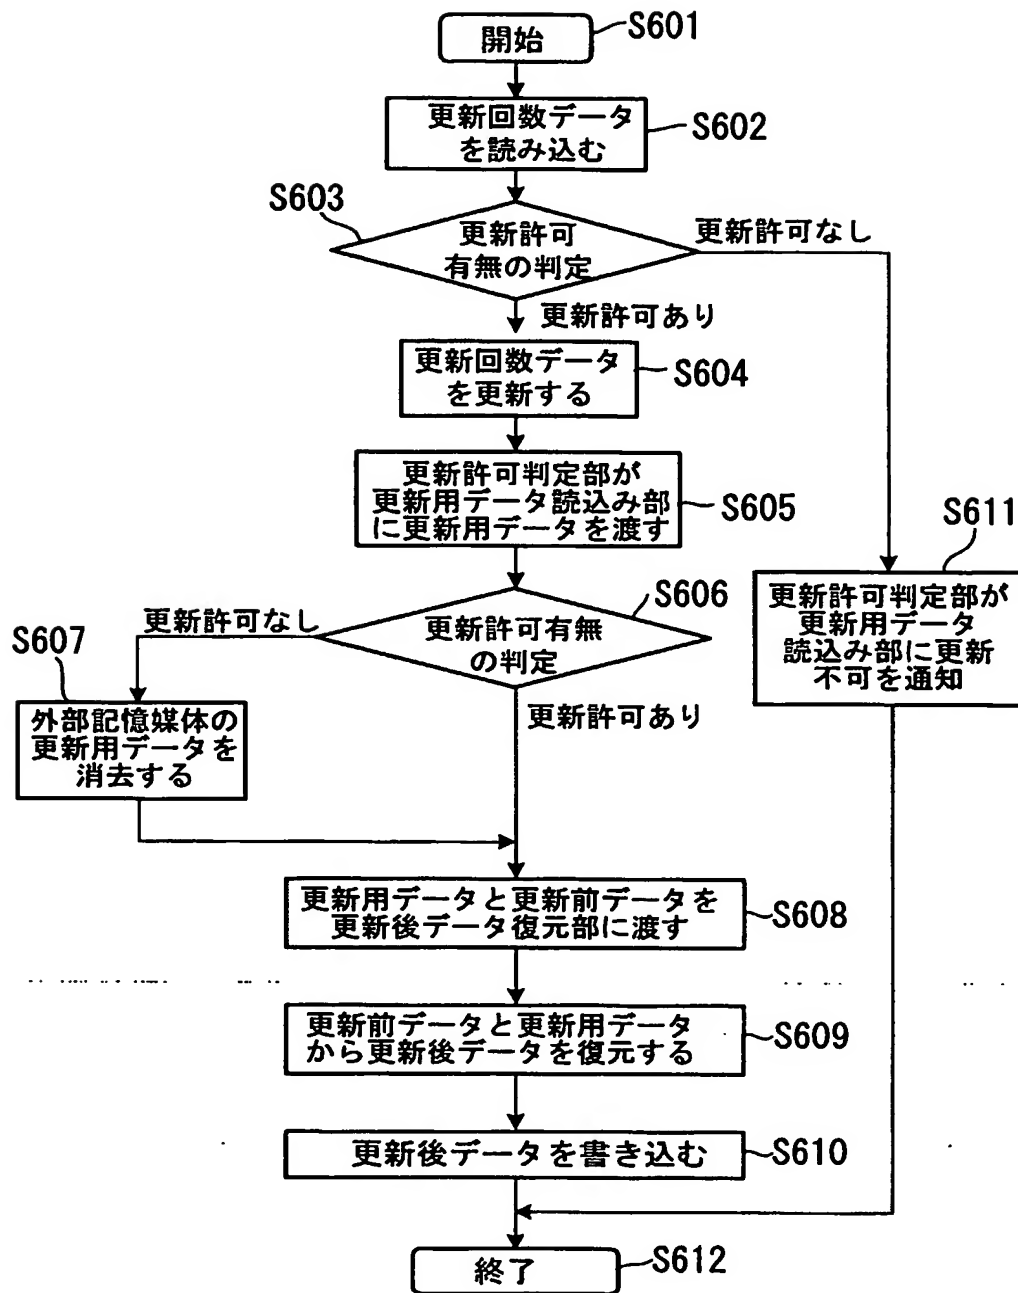 開始
S601
更新回数データ
を読み込む
S602
S603
更新許可
有無の判定
更新許可なし
更新許可あり
更新回数データ
を更新する
S604
更新許可判定部が
更新用データ読込み部
に更新用データを渡す
S605
S611
更新許可判定部が
更新用データ
読込み部に更新
不可を通知
S606
更新許可有無
の判定
更新許可なし
S607
外部記憶媒体の
更新用データを
消去する
更新許可あり
更新用データと更新前データを
更新後データ復元部に渡す
S608
更新前データと更新用データ
から更新後データを復元する
S609
更新後データを書き込む
S610
終了
S612